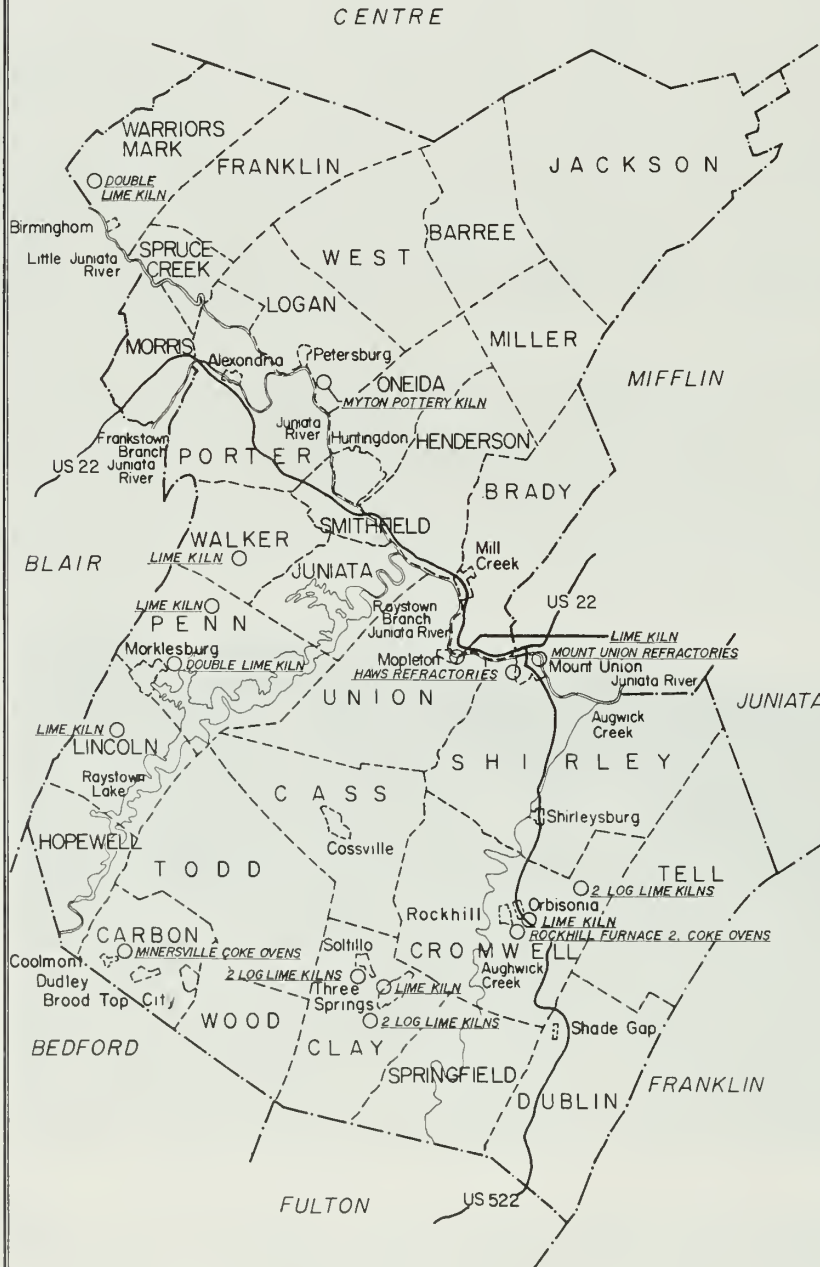 CENTRE
WARRIORS
MARK
FRANKLIN
JACKSON
DOUBLE
LIME KILN
Birminghom
Little Juniata
River
SPRUCE
CREEK
WEST
BARREE
LOGAN
MILLER
MORRIS
Alexondria
Petersburg
ONEIDA
MYTON POTTERY KILN
MIFFLIN
Juniata
River
Huntingdon
HENDERSON
Frankstown
Branch
Juniata
River
US 22
PORTER
BRADY
SMITHFIELD
WALKER
LIME KILN
BLAIR
JUNIATA
Mill
Creek
LIME KILN
PENN
Raystown
Branch
Juniata River
US 22
LIME KILN
MOUNT UNION REFRACTORIES
Morklesburg
DOUBLE LIME KILN
Mopleton
HAWS REFRACTORIES
Mount Union
Juniata River
UNION
JUNIATA
LIME KILN
LINCOLN
Augwick
Creek
SHIRLEY
Raystown
Lake
CASS
Shirleysburg
HOPEWELL
Cossville
TODD
TELL
2 LOG LIME KILNS
Rockhill
Orbisonia
LIME KILN
ROCKHILL FURNACE 2, COKE OVENS
CARBON
MINERSVILLE COKE OVENS
Soltillo
CROMWELL
Coolmont
Dudley
Brood Top City
2 LOG LIME KILNS
Three
Springs
LIME KILN
Aughwick
Creek
WOOD
2 LOG LIME KILNS
Shade Gap
BEDFORD
CLAY
SPRINGFIELD
DUBLIN
FRANKLIN
FULTON
US 522